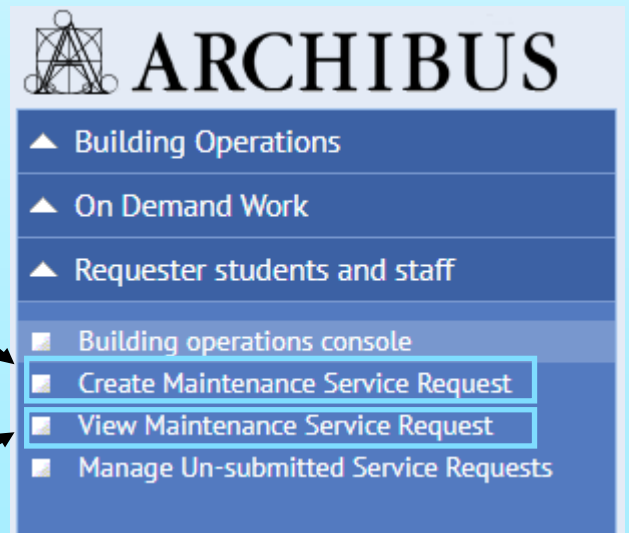 ARCHIBUS
Building Operations
On Demand Work
Requester students and staff
Building operations console
Create Maintenance Service Request
View Maintenance Service Request
Manage Un-submitted Service Requests